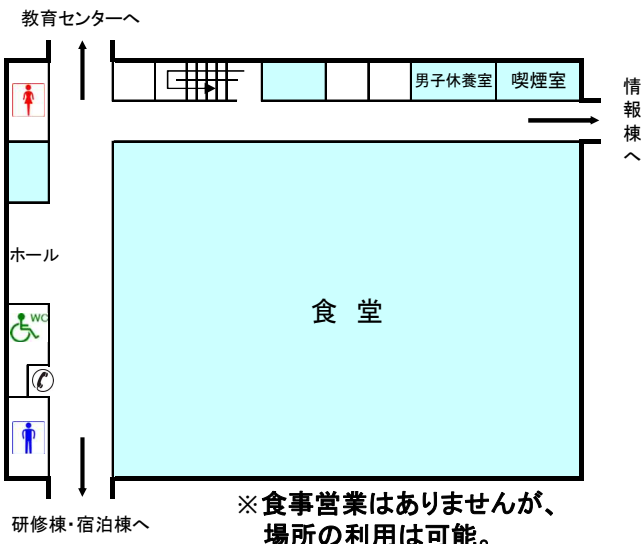 教育センターへ
男子休養室
喫煙室
情報棟へ
ホール
食 堂
WC
研修棟・宿泊棟へ
※食事営業はありませんが、
場所の利用は可能。